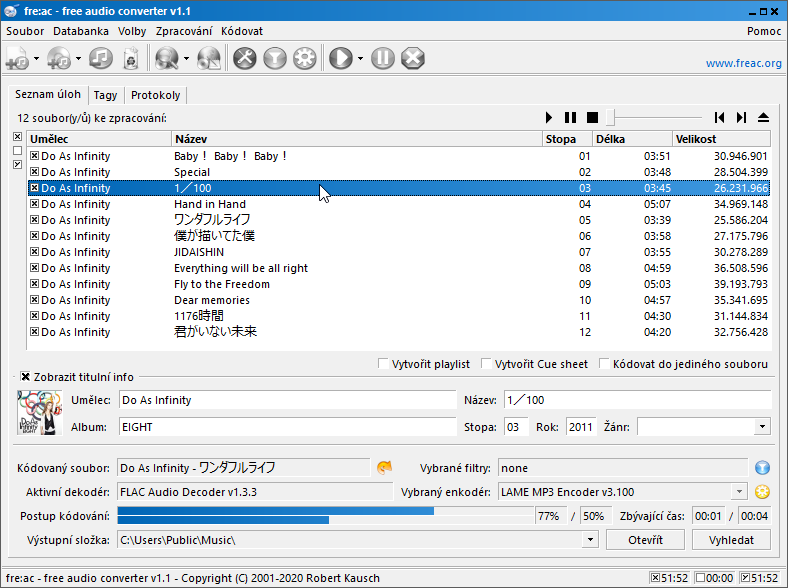 fre:ac - free audio converter v1.1
Soubor Databanka Volby Zpracování Kódovat Pomoc
www.freac.org
Seznam úloh Tagy Protokoly
12 soubor(y/ů) ke zpracování:
Umělec Název Stopa Délka Velikost
Do As Infinity Baby！ Baby！ Baby！ 01 03:51 30.946.901
Do As Infinity Special 02 03:48 28.504.399
Do As Infinity 1／100 03 03:45 26.231.966
Do As Infinity Hand in Hand 04 05:07 34.969.148
Do As Infinity ワンダフルライフ 05 03:39 25.586.204
Do As Infinity 僕が描いてた僕 06 03:58 27.175.796
Do As Infinity JIDAISHIN 07 03:55 30.278.289
Do As Infinity Everything will be all right 08 04:59 36.508.596
Do As Infinity Fly to the Freedom 09 05:03 39.193.793
Do As Infinity Dear memories 10 04:57 35.341.695
Do As Infinity 1176時間 11 04:30 31.144.834
Do As Infinity 君がいない未来 12 04:20 32.756.428
Vytvořit playlist Vytvořit Cue sheet Kódovat do jediného souboru
Zobrazit titulní info
Umělec: Do As Infinity Název: 1／100
Album: EIGHT Stopa: 03 Rok: 2011 Žánr:
Do As Infinity EIGHT
Kódovaný soubor: Do As Infinity - ワンダフルライフ Vybrané filtry: none
Aktivní dekodér: FLAC Audio Decoder v1.3.3 Vybraný enkodér: LAME MP3 Encoder v3.100
Postup kódování: 77% / 50% Zbývající čas: 00:01 / 00:04
Výstupní složka: C:\Users\Public\Music\ Otevřít Vyhledat
fre:ac - free audio converter v1.1 - Copyright (C) 2001-2020 Robert Kausch 51:52 00:00 51:52